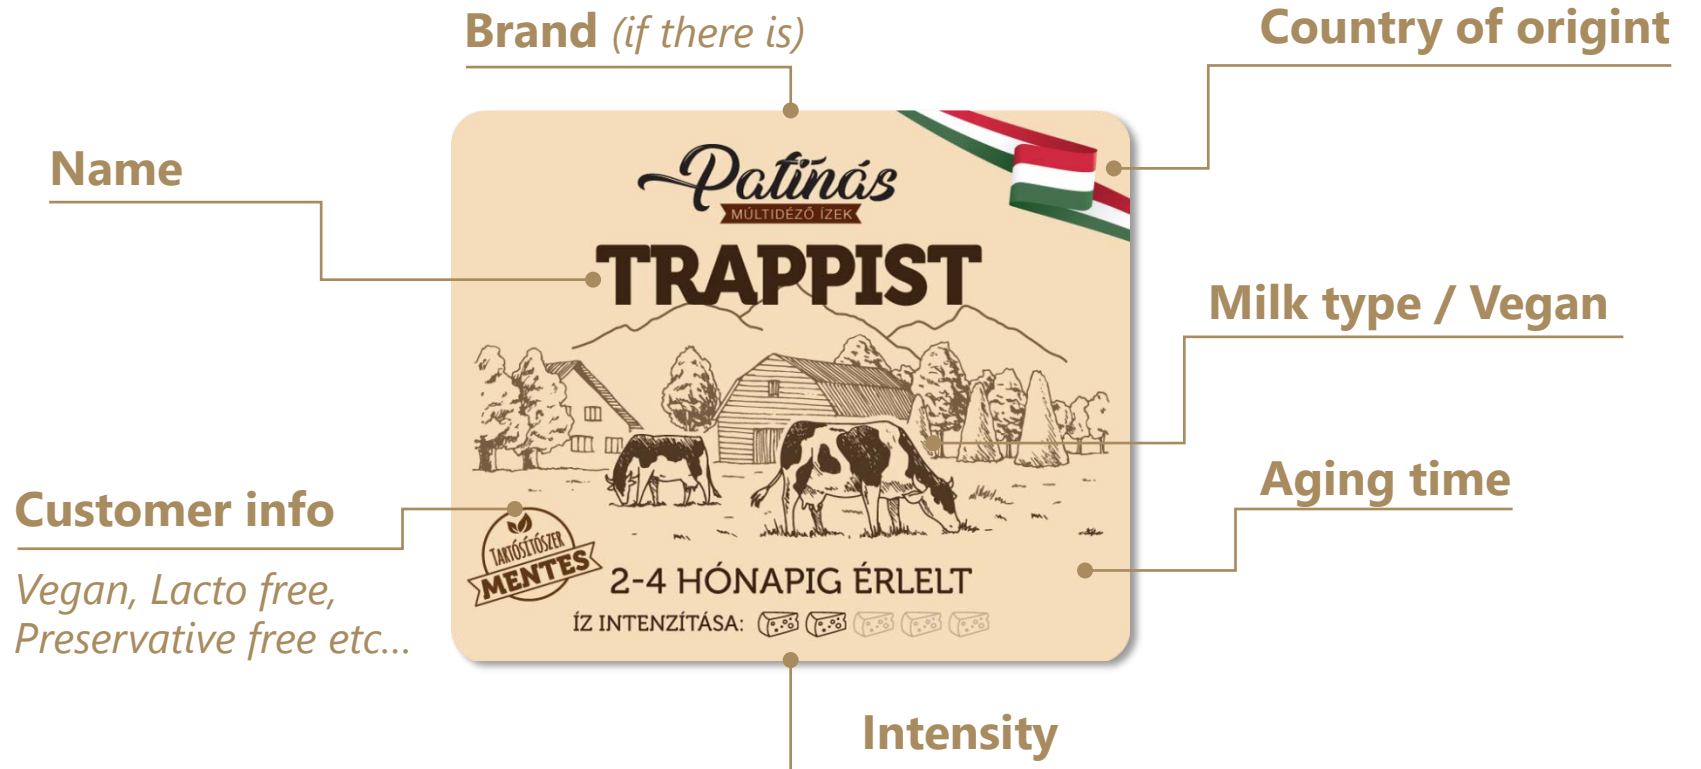 Brand (if there is)
Country of origint
Name
Patinás
MÚLTIDÉZŐ ÍZEK
TRAPPIST
Milk type / Vegan
Aging time
Customer info
Vegan, Lacto free,
Preservative free etc...
TARTÓSÍTÓSZER
MENTES
2-4 HÓNAPIG ÉRLELT
ÍZ INTENZÍTÁSA:
Intensity